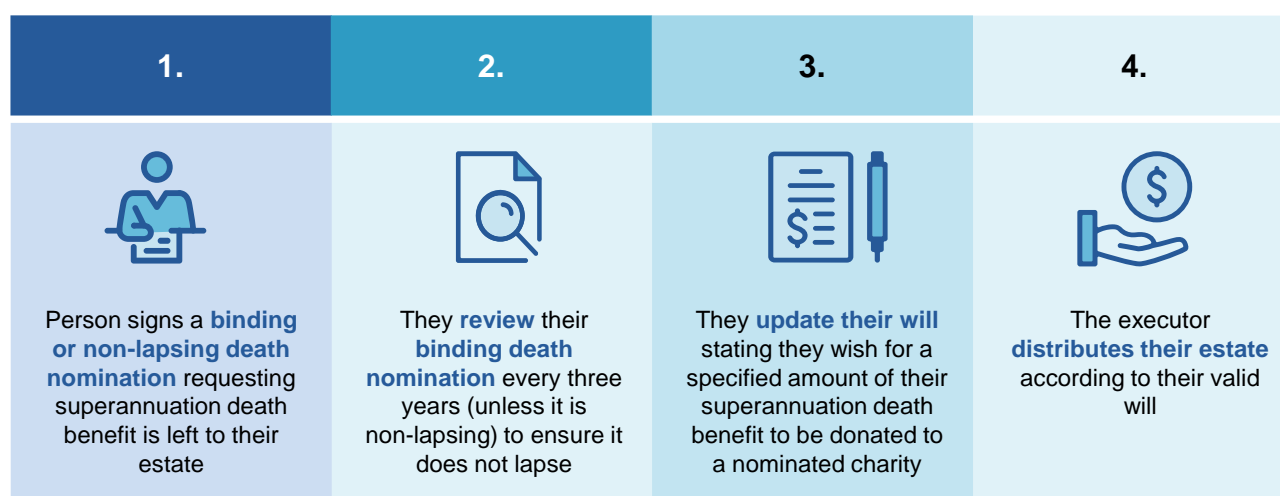 1.
2.
3.
4.
Person signs a binding
or non-lapsing death
nomination requesting
superannuation death
benefit is left to their
estate
They review their
binding death
nomination every three
years (unless it is
non-lapsing) to ensure it
does not lapse
$
They update their will
stating they wish for a
specified amount of their
superannuation death
benefit to be donated to
a nominated charity
$
The executor
distributes their estate
according to their valid
will